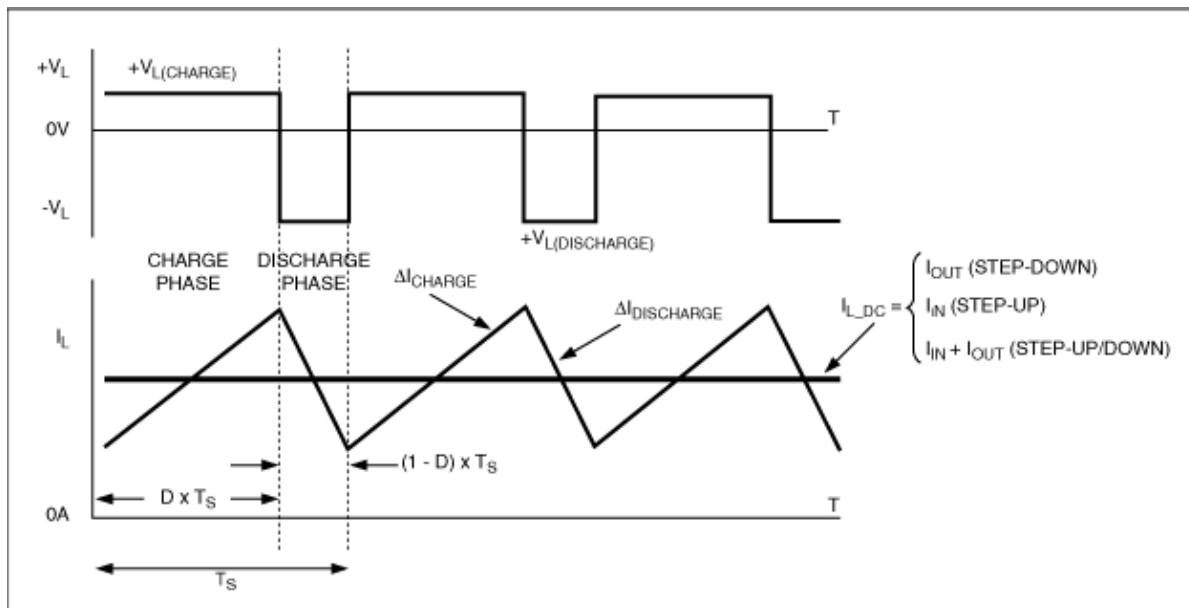 +VL
+VL(CHARGE)
0V
T
-VL
+VL(DISCHARGE)
CHARGE PHASE
DISCHARGE PHASE
ΔICHARGE
ΔIDISCHARGE
IL_DC =
IOUT (STEP-DOWN)
IIN (STEP-UP)
IIN + IOUT (STEP-UP/DOWN)
IL
(1 - D) x TS
D x TS
0A
T
TS